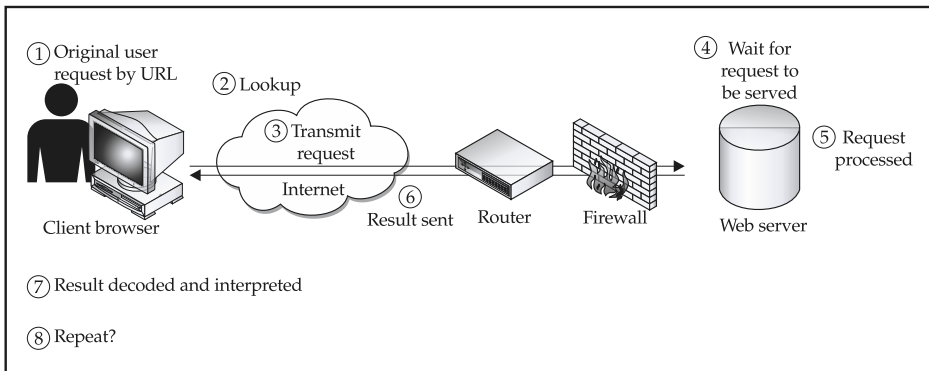 ① Original user
request by URL
② Lookup
③ Transmit
request
Internet
④ Wait for
request to
be served
⑤ Request
processed
⑥
Result sent
Client browser
Router
Firewall
Web server
⑦ Result decoded and interpreted
⑧ Repeat?